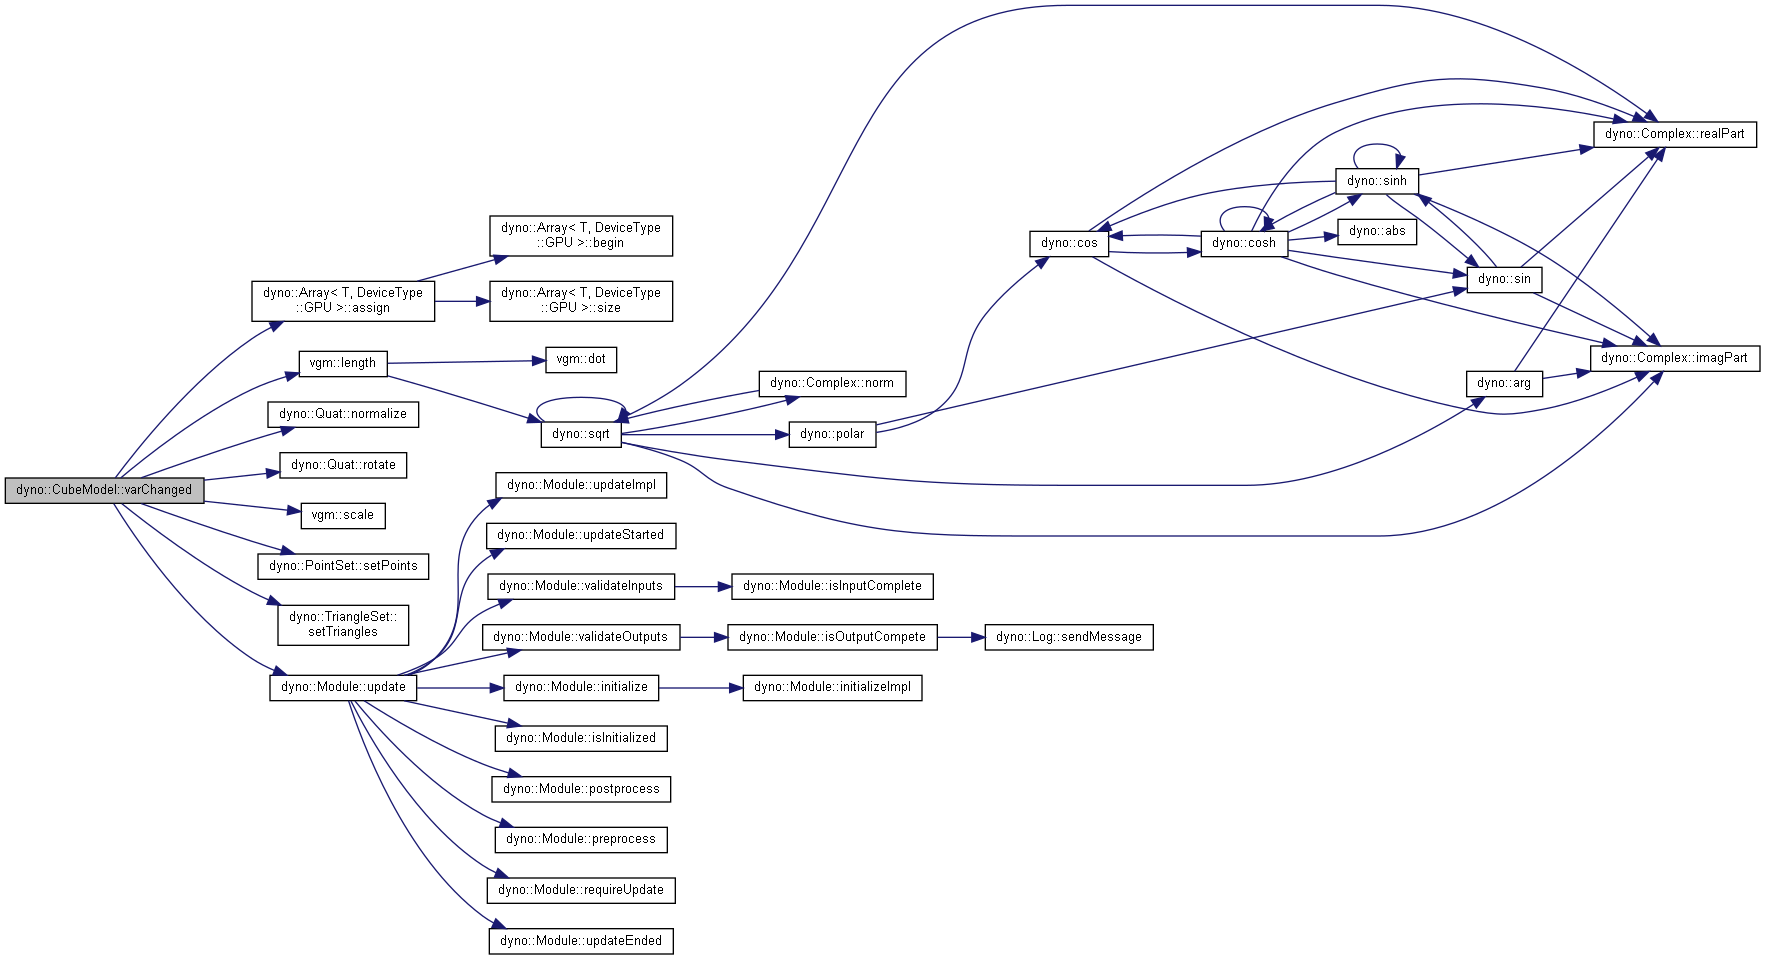 dyno::CubeModel::varChanged
dyno::Array< T, DeviceType
::GPU >::assign
dyno::Array< T, DeviceType
::GPU >::begin
dyno::Array< T, DeviceType
::GPU >::size
vgm::length
vgm::dot
dyno::sqrt
dyno::Complex::norm
dyno::polar
dyno::cos
dyno::cosh
dyno::sinh
dyno::abs
dyno::sin
dyno::arg
dyno::Complex::realPart
dyno::Complex::imagPart
dyno::Quat::normalize
dyno::Quat::rotate
vgm::scale
dyno::PointSet::setPoints
dyno::TriangleSet::
setTriangles
dyno::Module::update
dyno::Module::updateImpl
dyno::Module::updateStarted
dyno::Module::validateInputs
dyno::Module::isInputComplete
dyno::Module::validateOutputs
dyno::Module::isOutputCompete
dyno::Log::sendMessage
dyno::Module::initialize
dyno::Module::initializeImpl
dyno::Module::isInitialized
dyno::Module::postprocess
dyno::Module::preprocess
dyno::Module::requireUpdate
dyno::Module::updateEnded